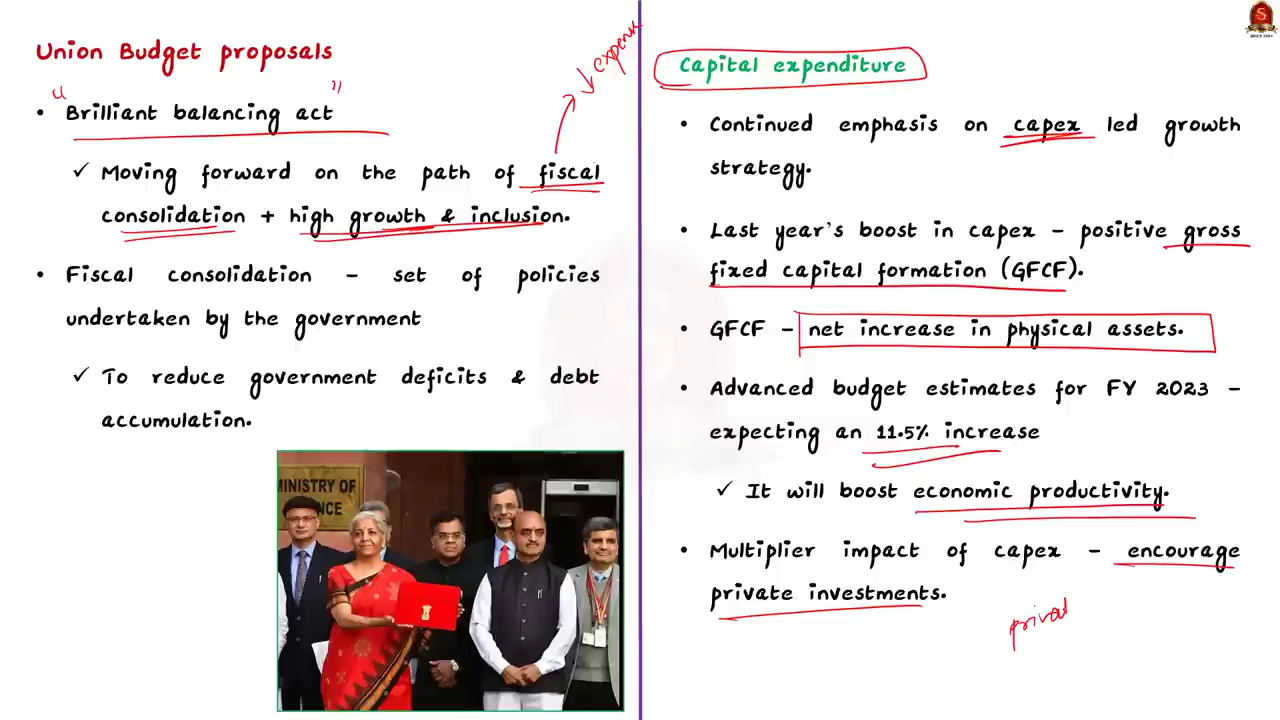 Union Budget proposals
“ ”
• Brilliant balancing act
✓ Moving forward on the path of fiscal
consolidation + high growth & inclusion.
• Fiscal consolidation – set of policies
undertaken by the government
✓ To reduce government deficits & debt
accumulation.
↓ expen
MINISTRY OF
NCE
Capital expenditure
• Continued emphasis on capex led growth
strategy.
• Last year's boost in capex – positive gross
fixed capital formation (GFCF).
• GFCF – net increase in physical assets.
• Advanced budget estimates for FY 2023 –
expecting an 11.5% increase
✓ It will boost economic productivity.
• Multiplier impact of capex – encourage
private investments.
privat
S